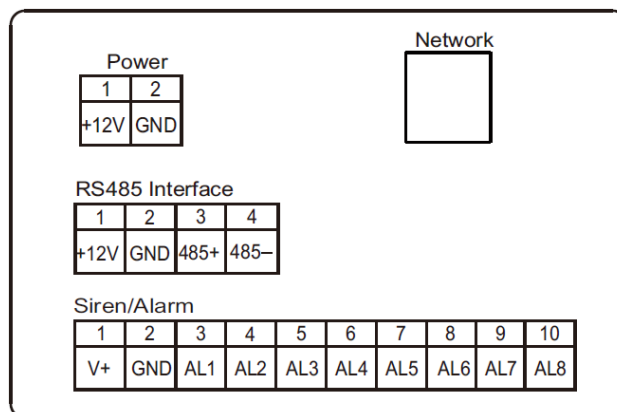 Network
Power
1 2
+12V GND
RS485 Interface
1 2 3 4
+12V GND 485+ 485–
Siren/Alarm
1 2 3 4 5 6 7 8 9 10
V+ GND AL1 AL2 AL3 AL4 AL5 AL6 AL7 AL8